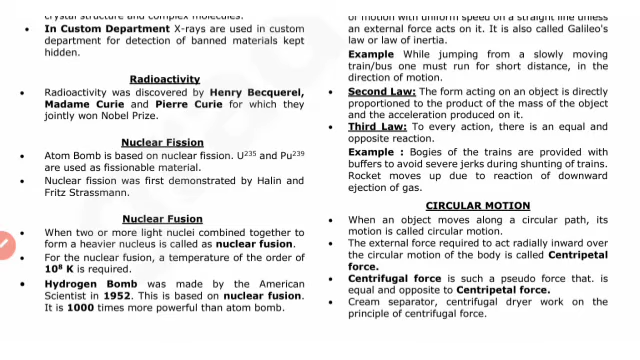 crystal structure and complex molecules.
• In Custom Department X-rays are used in custom
department for detection of banned materials kept
hidden.
Radioactivity
• Radioactivity was discovered by Henry Becquerel,
Madame Curie and Pierre Curie for which they
jointly won Nobel Prize.
Nuclear Fission
• Atom Bomb is based on nuclear fission. U²³⁵ and Pu²³⁹
are used as fissionable material.
• Nuclear fission was first demonstrated by Halin and
Fritz Strassmann.
Nuclear Fusion
• When two or more light nuclei combined together to
form a heavier nucleus is called as nuclear fusion.
• For the nuclear fusion, a temperature of the order of
10⁸ K is required.
• Hydrogen Bomb was made by the American
Scientist in 1952. This is based on nuclear fusion.
It is 1000 times more powerful than atom bomb.
of motion with uniform speed on a straight line unless
an external force acts on it. It is also called Galileo's
law or law of inertia.
Example While jumping from a slowly moving
train/bus one must run for short distance, in the
direction of motion.
• Second Law: The form acting on an object is directly
proportioned to the product of the mass of the object
and the acceleration produced on it.
• Third Law: To every action, there is an equal and
opposite reaction.
Example : Bogies of the trains are provided with
buffers to avoid severe jerks during shunting of trains.
Rocket moves up due to reaction of downward
ejection of gas.
CIRCULAR MOTION
• When an object moves along a circular path, its
motion is called circular motion.
• The external force required to act radially inward over
the circular motion of the body is called Centripetal
force.
• Centrifugal force is such a pseudo force that. is
equal and opposite to Centripetal force.
• Cream separator, centrifugal dryer work on the
principle of centrifugal force.